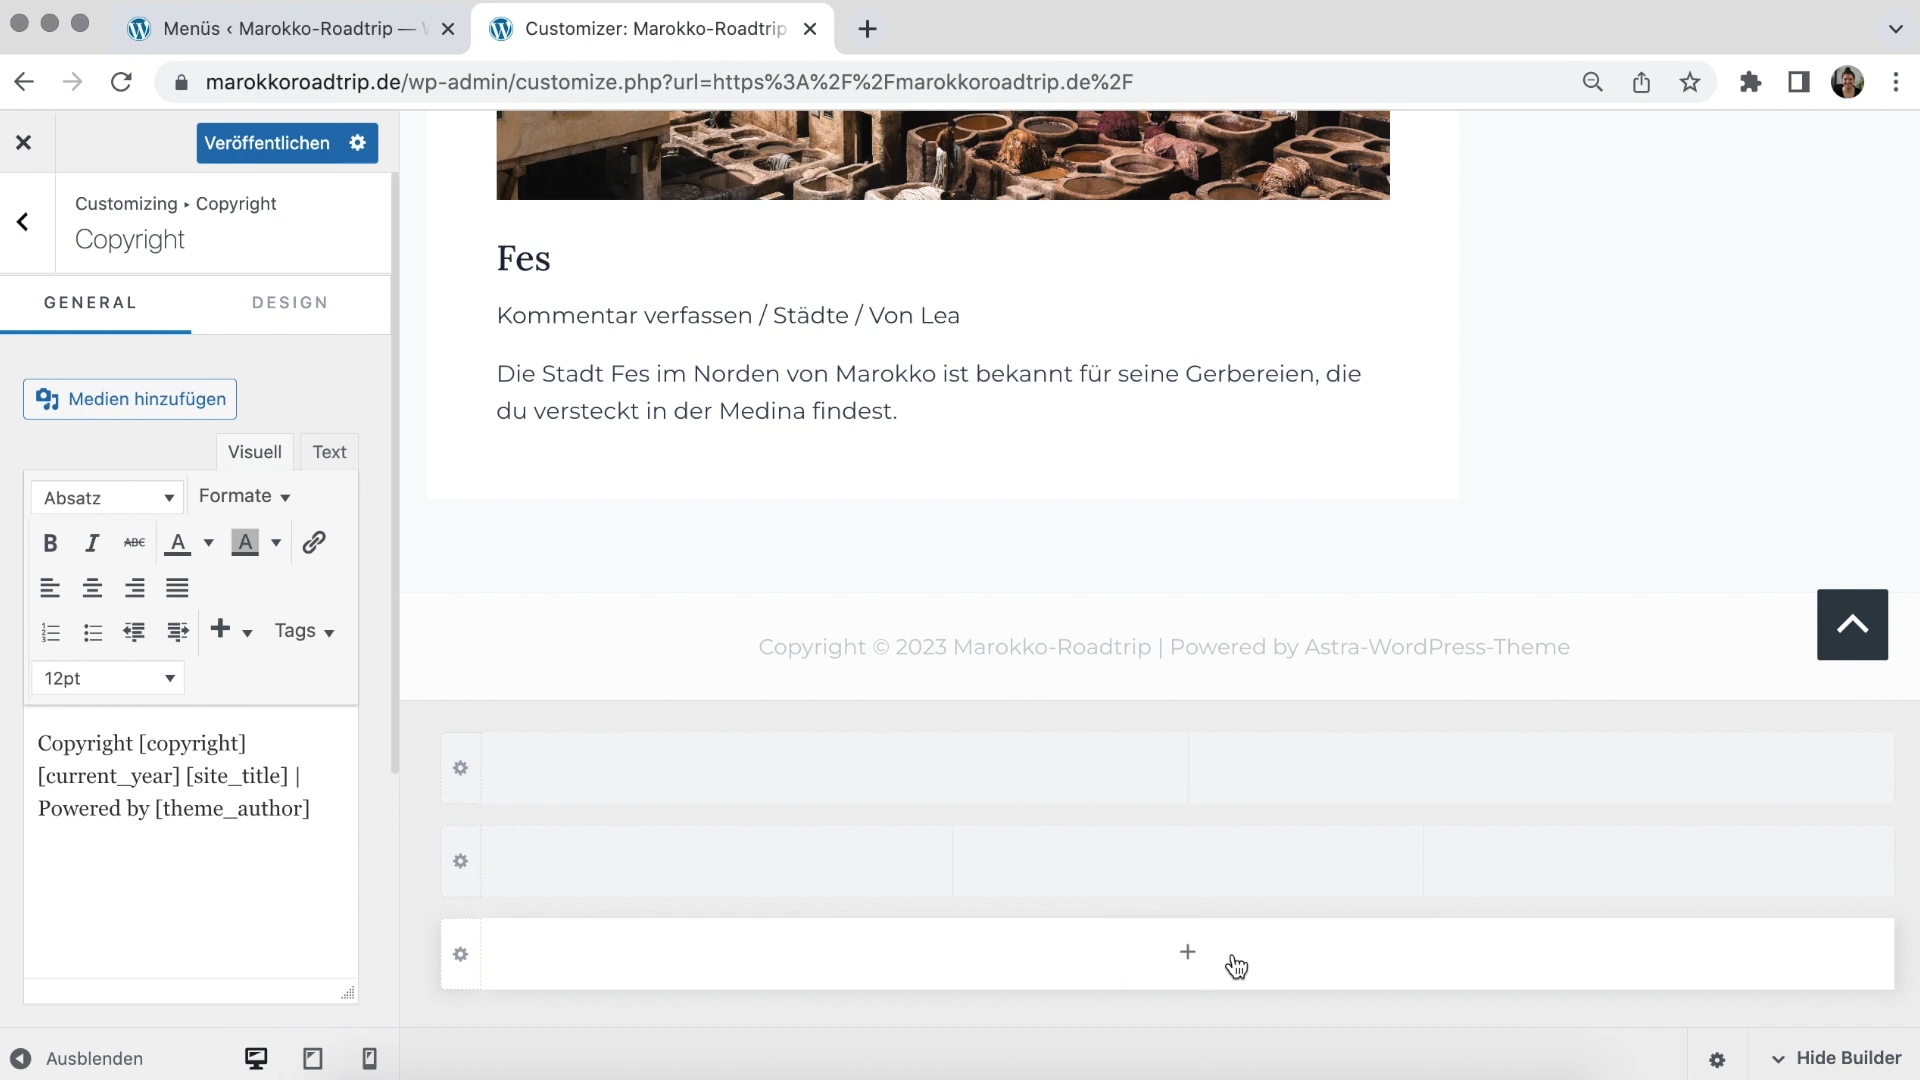 Menüs ‹ Marokko-Roadtrip —
Customizer: Marokko-Roadtrip
marokkoroadtrip.de/wp-admin/customize.php?url=https%3A%2F%2Fmarokkoroadtrip.de%2F
Veröffentlichen
Customizing ▸ Copyright
Copyright
GENERAL
DESIGN
Medien hinzufügen
Visuell
Text
Absatz
Formate
B I ABC A A
Tags
12pt
Copyright [copyright]
[current_year] [site_title] |
Powered by [theme_author]
Ausblenden
Fes
Kommentar verfassen / Städte / Von Lea
Die Stadt Fes im Norden von Marokko ist bekannt für seine Gerbereien, die
du versteckt in der Medina findest.
Copyright © 2023 Marokko-Roadtrip | Powered by Astra-WordPress-Theme
Hide Builder